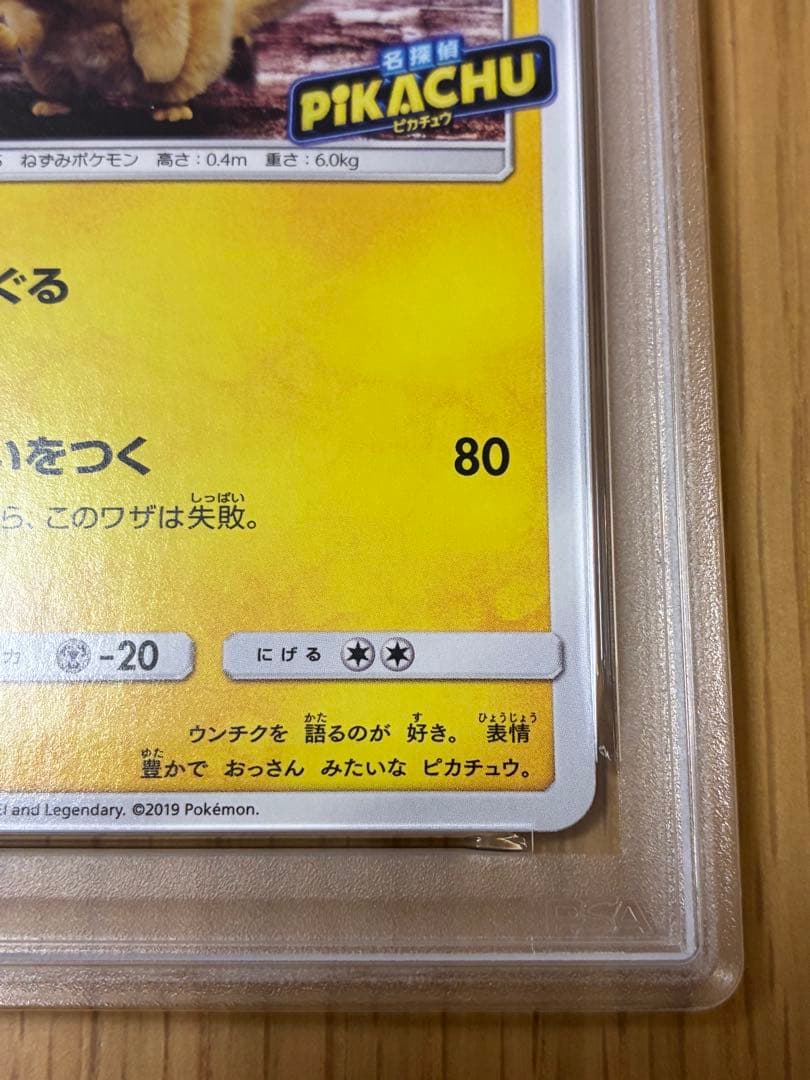 名探偵
PiKACHU
ピカチュウ
ねずみポケモン 高さ:0.4m 重さ:6.0kg
ぐる
いをつく 80
しっぱい
ら、このワザは失敗。
カ -20 にげる
かた す ひょうじょう
ウンチクを 語るのが 好き。 表情
ゆた
豊かで おっさん みたいな ピカチュウ。
and Legendary. ©2019 Pokémon.
PSA